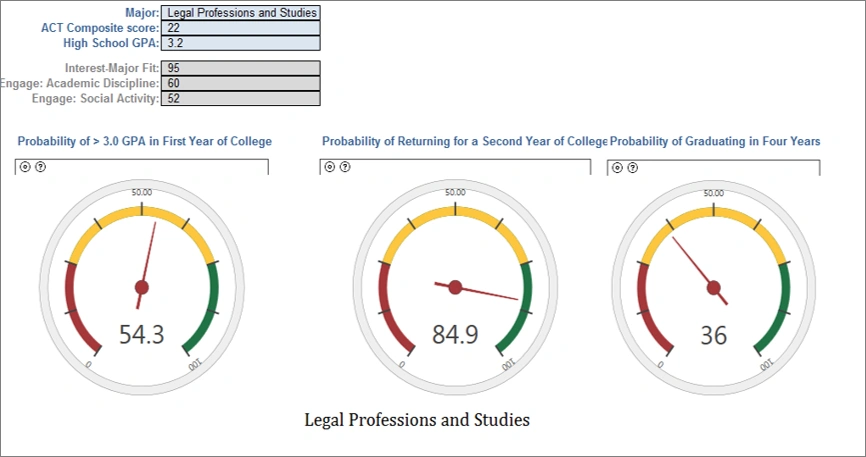 Major: Legal Professions and Studies
ACT Composite score: 22
High School GPA: 3.2
Interest-Major Fit: 95
Engage: Academic Discipline: 60
Engage: Social Activity: 52
Probability of > 3.0 GPA in First Year of College
Probability of Returning for a Second Year of College
Probability of Graduating in Four Years
50.00
54.3
0
100
50.00
84.9
0
100
50.00
36
0
100
Legal Professions and Studies